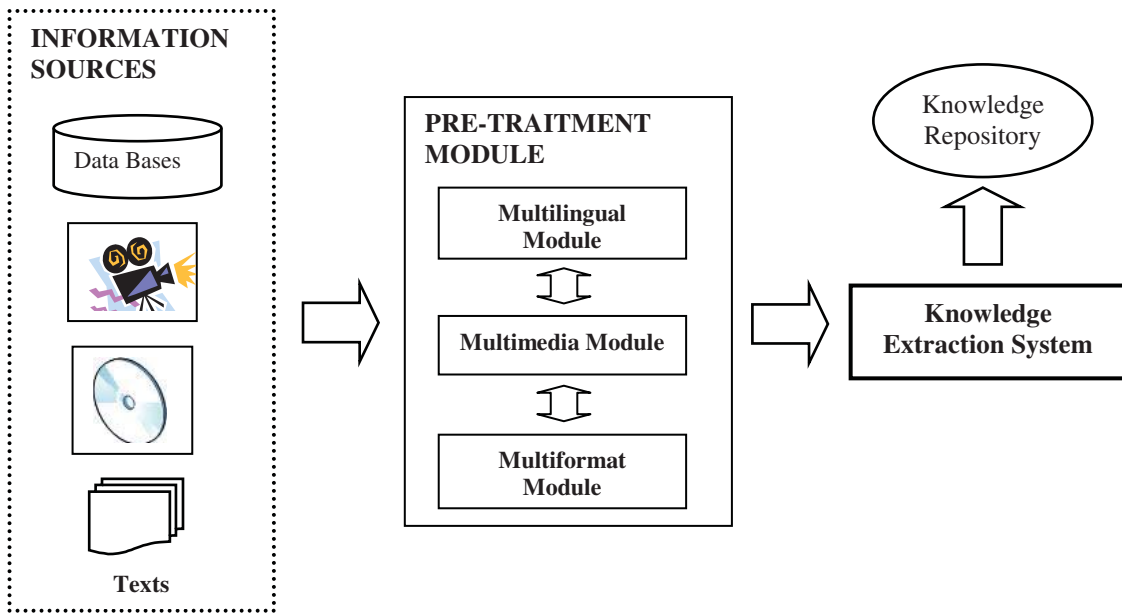 INFORMATION
SOURCES
Data Bases
Texts
PRE-TRAITMENT
MODULE
Multilingual
Module
Multimedia Module
Multiformat
Module
Knowledge
Repository
Knowledge
Extraction System